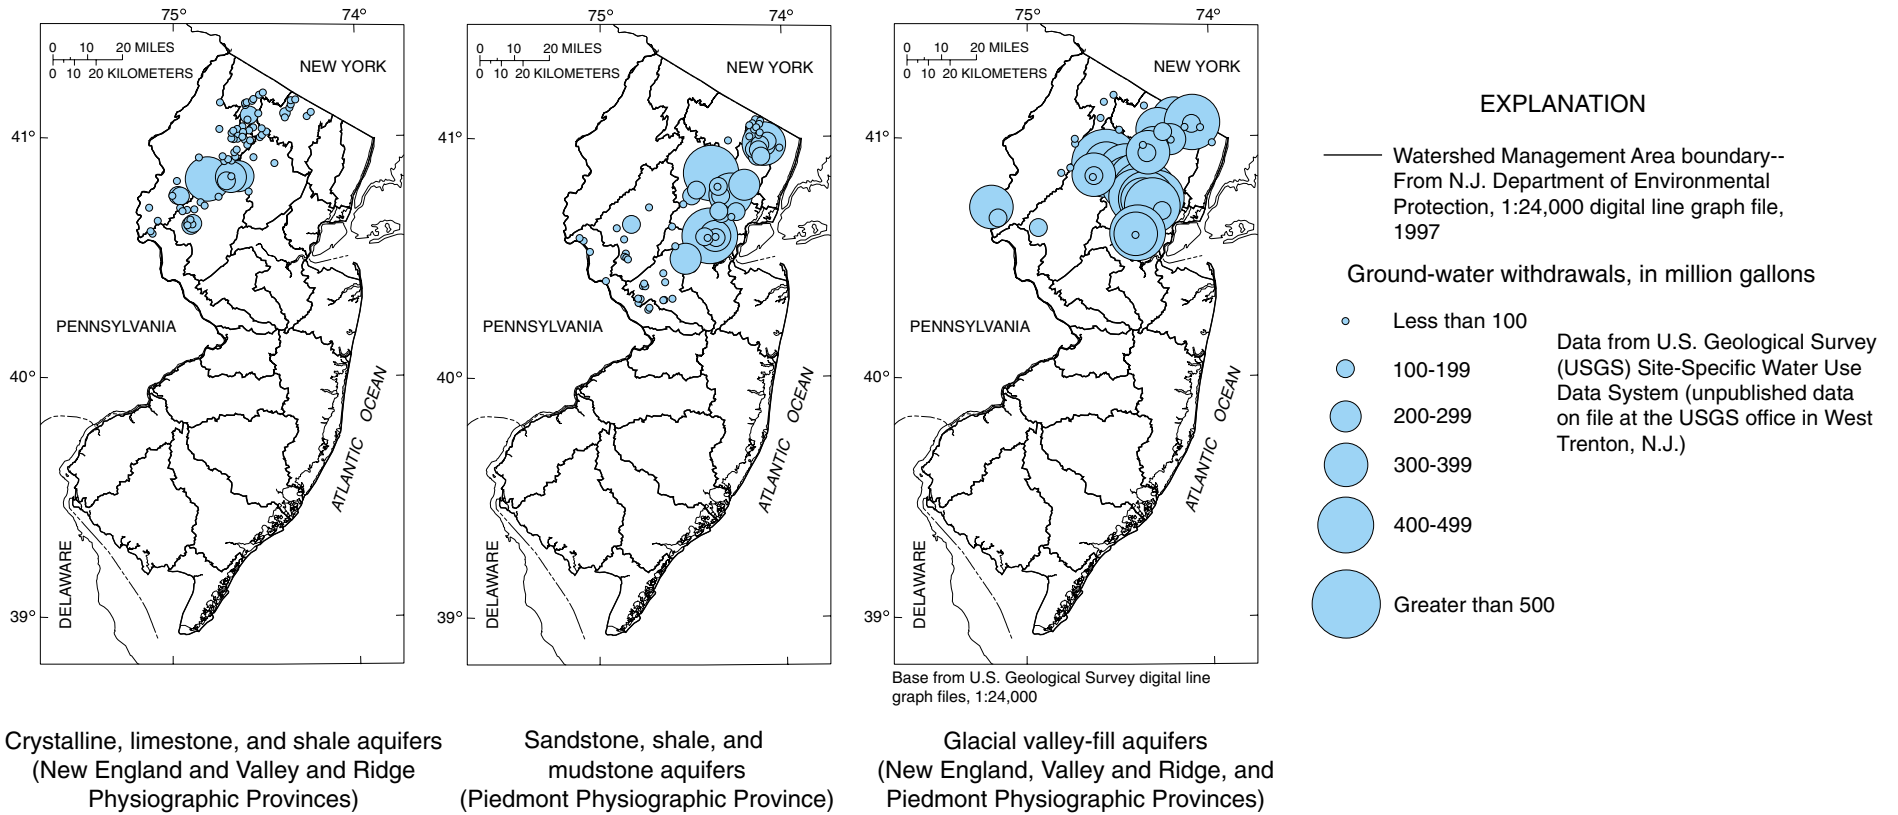 75°
74°
0 10 20 MILES
0 10 20 KILOMETERS
NEW YORK
41°
PENNSYLVANIA
40°
ATLANTIC OCEAN
DELAWARE
39°
Crystalline, limestone, and shale aquifers
(New England and Valley and Ridge
Physiographic Provinces)
75°
74°
0 10 20 MILES
0 10 20 KILOMETERS
NEW YORK
41°
PENNSYLVANIA
40°
ATLANTIC OCEAN
DELAWARE
39°
Sandstone, shale, and
mudstone aquifers
(Piedmont Physiographic Province)
75°
74°
0 10 20 MILES
0 10 20 KILOMETERS
NEW YORK
41°
PENNSYLVANIA
40°
ATLANTIC OCEAN
DELAWARE
39°
Base from U.S. Geological Survey digital line
graph files, 1:24,000
Glacial valley-fill aquifers
(New England, Valley and Ridge, and
Piedmont Physiographic Provinces)
EXPLANATION
Watershed Management Area boundary--
From N.J. Department of Environmental
Protection, 1:24,000 digital line graph file,
1997
Ground-water withdrawals, in million gallons
Less than 100
100-199
200-299
300-399
400-499
Greater than 500
Data from U.S. Geological Survey
(USGS) Site-Specific Water Use
Data System (unpublished data
on file at the USGS office in West
Trenton, N.J.)